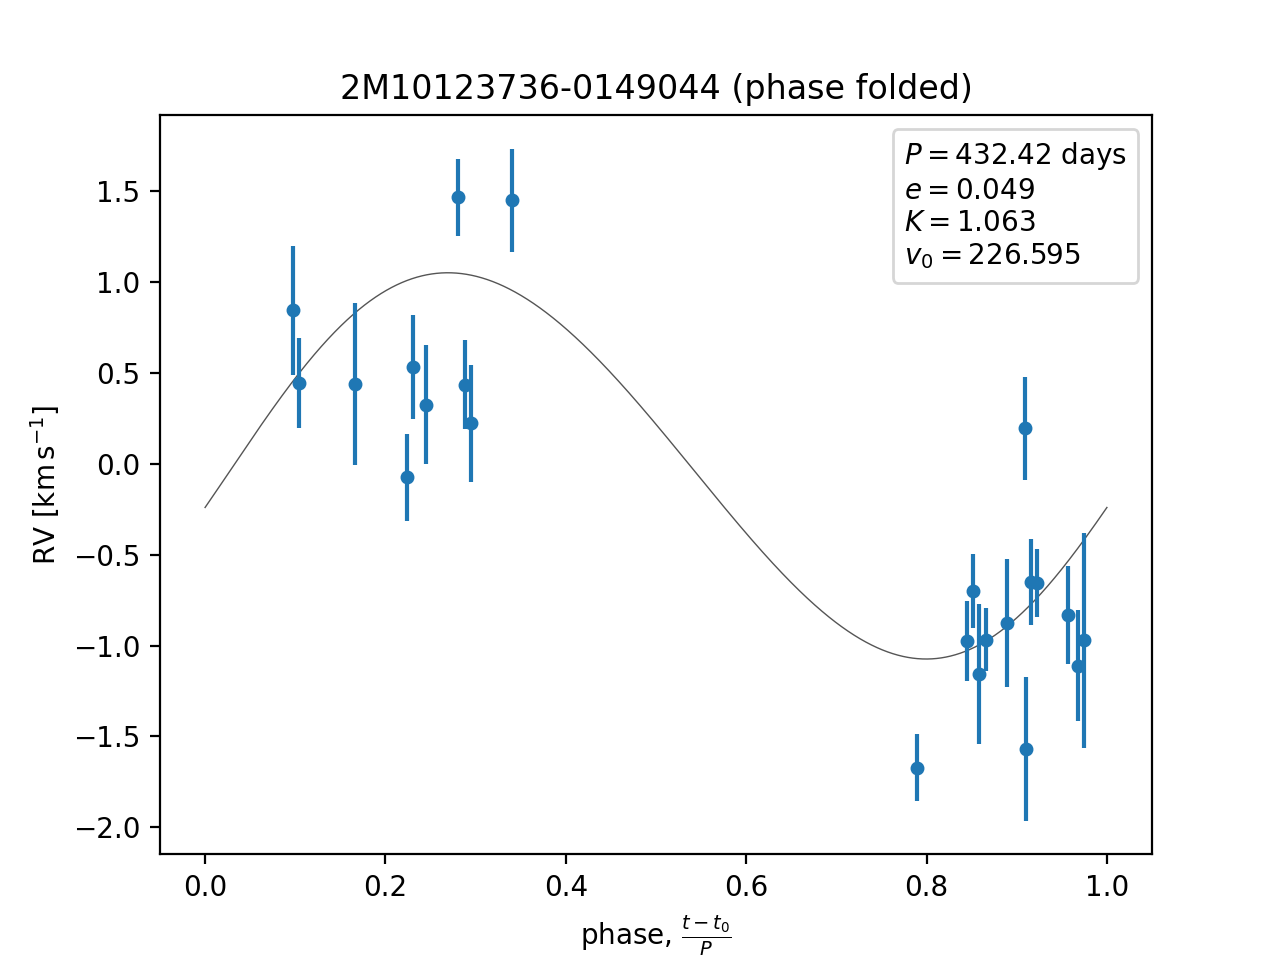 2M10123736-0149044 (phase folded)
P = 432.42 days
e = 0.049
K = 1.063
v₀ = 226.595
RV [km s⁻¹]
1.5
1.0
0.5
0.0
−0.5
−1.0
−1.5
−2.0
0.0 0.2 0.4 0.6 0.8 1.0
phase, (t − t₀)/P